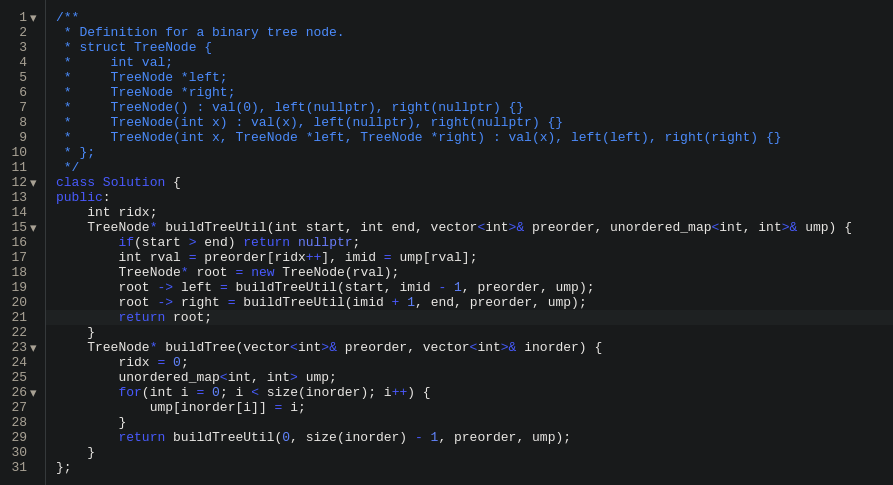 1 /**
2  * Definition for a binary tree node.
3  * struct TreeNode {
4  *     int val;
5  *     TreeNode *left;
6  *     TreeNode *right;
7  *     TreeNode() : val(0), left(nullptr), right(nullptr) {}
8  *     TreeNode(int x) : val(x), left(nullptr), right(nullptr) {}
9  *     TreeNode(int x, TreeNode *left, TreeNode *right) : val(x), left(left), right(right) {}
10  * };
11  */
12 class Solution {
13 public:
14     int ridx;
15     TreeNode* buildTreeUtil(int start, int end, vector<int>& preorder, unordered_map<int, int>& ump) {
16         if(start > end) return nullptr;
17         int rval = preorder[ridx++], imid = ump[rval];
18         TreeNode* root = new TreeNode(rval);
19         root -> left = buildTreeUtil(start, imid - 1, preorder, ump);
20         root -> right = buildTreeUtil(imid + 1, end, preorder, ump);
21         return root;
22     }
23     TreeNode* buildTree(vector<int>& preorder, vector<int>& inorder) {
24         ridx = 0;
25         unordered_map<int, int> ump;
26         for(int i = 0; i < size(inorder); i++) {
27             ump[inorder[i]] = i;
28         }
29         return buildTreeUtil(0, size(inorder) - 1, preorder, ump);
30     }
31 };